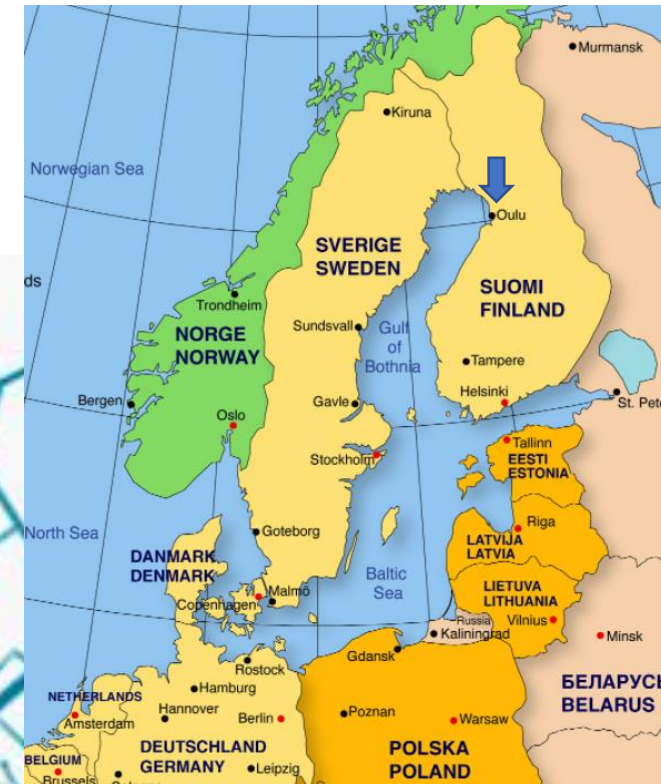 Murmansk
Kiruna
Norwegian Sea
Oulu
SVERIGE
SWEDEN
SUOMI
FINLAND
ds
Trondheim
Sundsvall
Gulf
of
Bothnia
NORGE
NORWAY
Tampere
Bergen
Gavle
Helsinki
St. Pete
Oslo
Tallinn
Stockholm
EESTI
ESTONIA
Riga
North Sea
Goteborg
LATVIJA
LATVIA
DANMARK
DENMARK
Baltic
Sea
LIETUVA
LITHUANIA
Malmö
Copenhagen
Russia
Vilnius
Kaliningrad
Minsk
Gdansk
Rostock
БЕЛАРУСЬ
BELARUS
Hamburg
NETHERLANDS
Amsterdam
Hannover
Berlin
Poznan
Warsaw
DEUTSCHLAND
GERMANY
POLSKA
POLAND
BELGIUM
Brussels
Leipzig